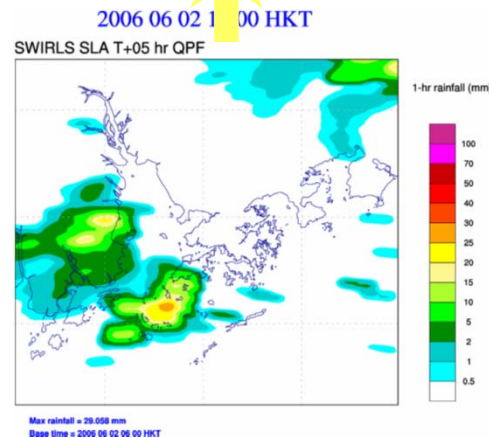 2006 06 02 1 00 HKT
SWIRLS SLA T+05 hr QPF
1-hr rainfall (mm
100
70
50
40
30
25
20
15
10
5
2
1
0.5
Max rainfall = 29.058 mm
Base time = 2006 06 02 06 00 HKT